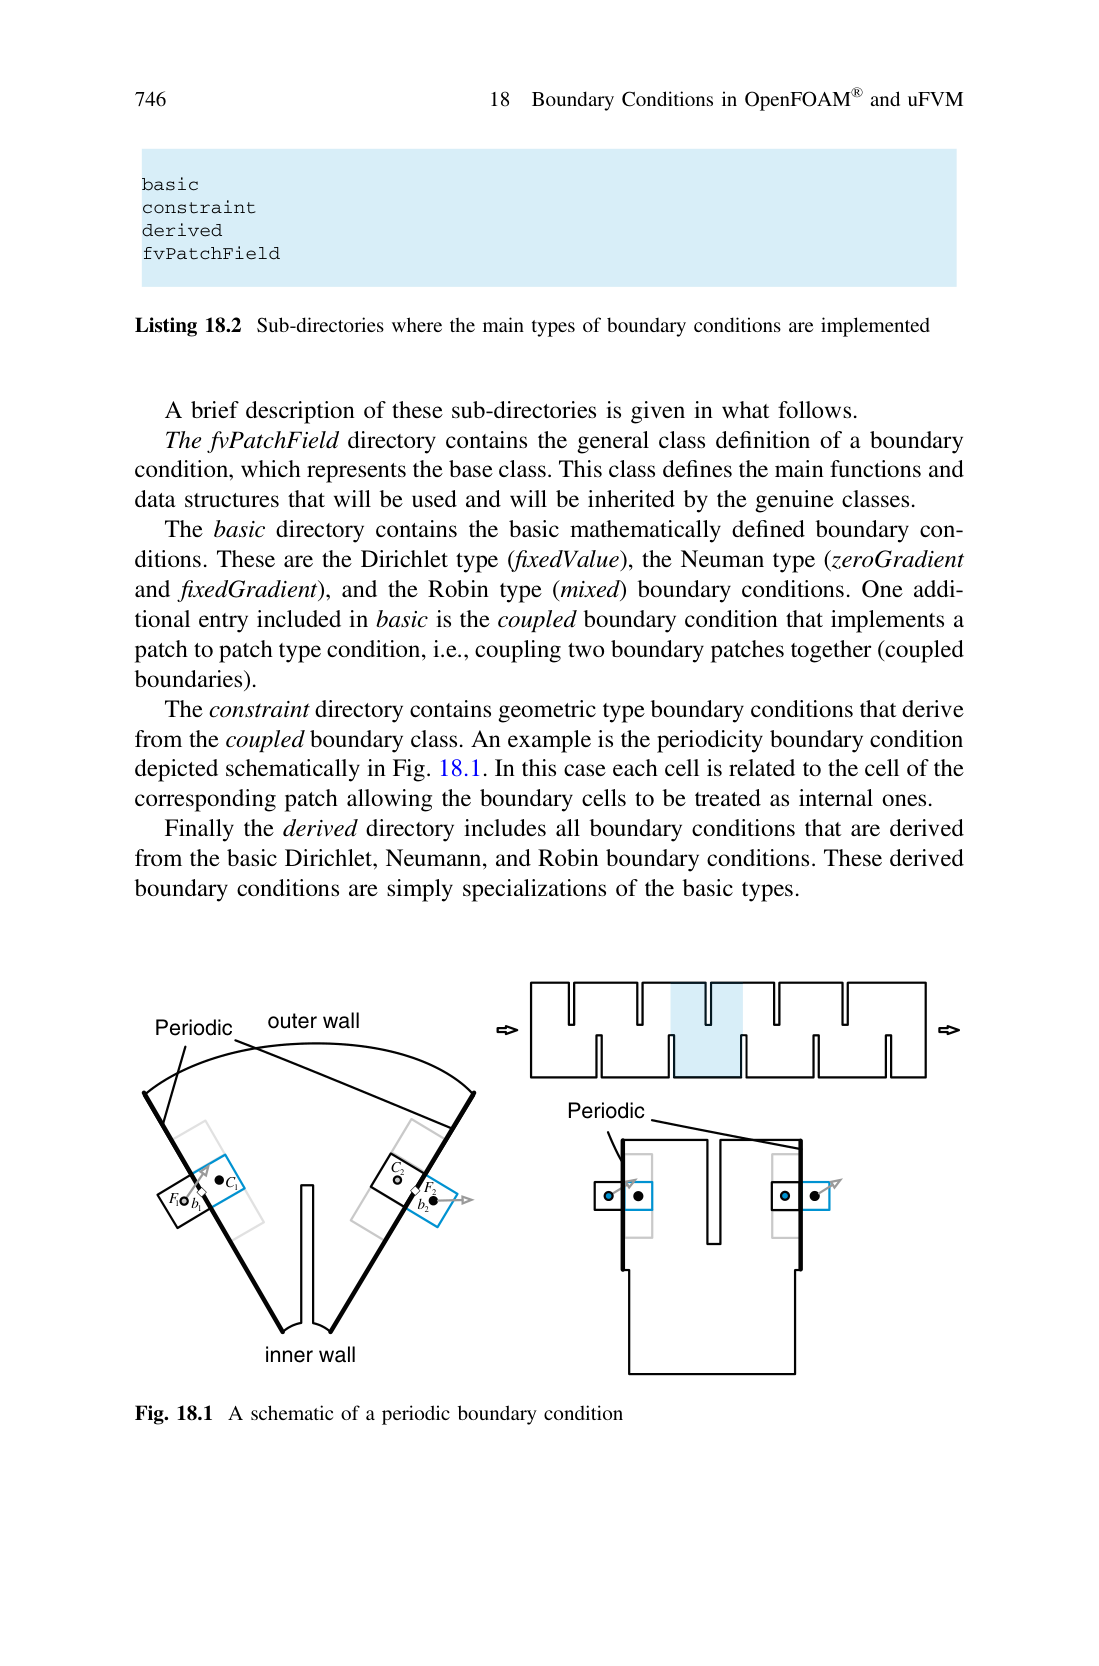 746
18 Boundary Conditions in OpenFOAM® and uFVM
basic
constraint
derived
fvPatchField
Listing 18.2 Sub-directories where the main types of boundary conditions are implemented
A brief description of these sub-directories is given in what follows.
The fvPatchField directory contains the general class definition of a boundary
condition, which represents the base class. This class defines the main functions and
data structures that will be used and will be inherited by the genuine classes.
The basic directory contains the basic mathematically defined boundary con-
ditions. These are the Dirichlet type (fixedValue), the Neuman type (zeroGradient
and fixedGradient), and the Robin type (mixed) boundary conditions. One addi-
tional entry included in basic is the coupled boundary condition that implements a
patch to patch type condition, i.e., coupling two boundary patches together (coupled
boundaries).
The constraint directory contains geometric type boundary conditions that derive
from the coupled boundary class. An example is the periodicity boundary condition
depicted schematically in Fig. 18.1. In this case each cell is related to the cell of the
corresponding patch allowing the boundary cells to be treated as internal ones.
Finally the derived directory includes all boundary conditions that are derived
from the basic Dirichlet, Neumann, and Robin boundary conditions. These derived
boundary conditions are simply specializations of the basic types.
Periodic
outer wall
F₁
b₁
C₁
C₂
F₂
b₂
inner wall
Periodic
Fig. 18.1 A schematic of a periodic boundary condition